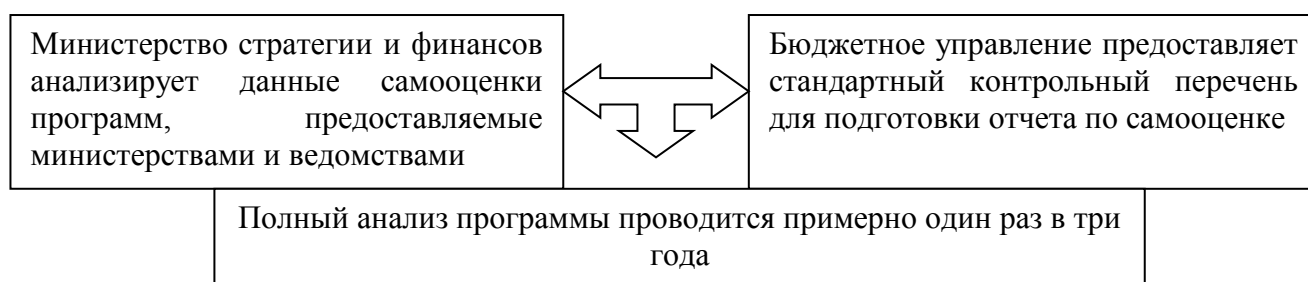 Министерство стратегии и финансов
анализирует данные самооценки
программ, предоставляемые
министерствами и ведомствами
Бюджетное управление предоставляет
стандартный контрольный перечень
для подготовки отчета по самооценке
Полный анализ программы проводится примерно один раз в три
года